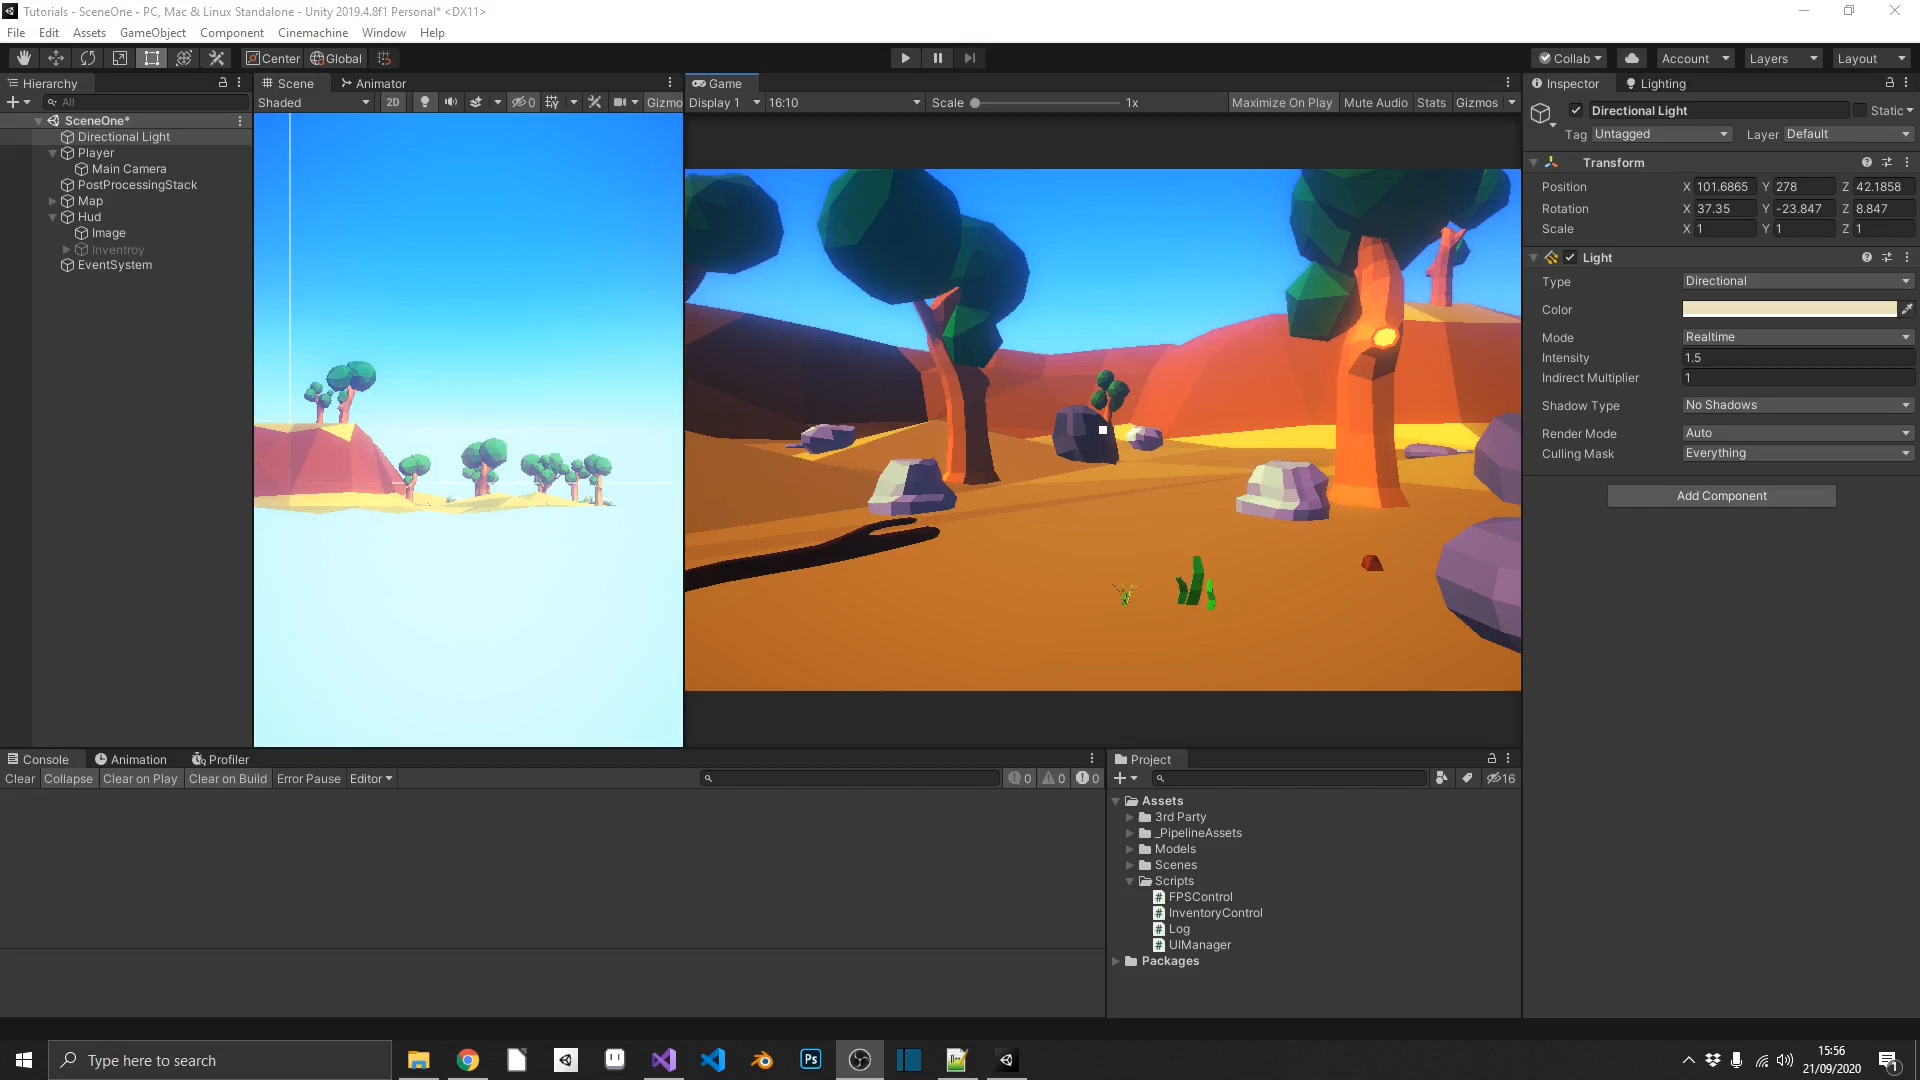 Tutorials - SceneOne - PC, Mac & Linux Standalone - Unity 2019.4.8f1 Personal* <DX11>
File Edit Assets GameObject Component Cinemachine Window Help
Center Global Collab Account Layers Layout
Hierarchy
All
SceneOne*
Directional Light
Player
Main Camera
PostProcessingStack
Map
Hud
Image
Inventroy
EventSystem
Scene Animator
Shaded 2D 0 Gizmo
Game
Display 1 16:10 Scale 1x Maximize On Play Mute Audio Stats Gizmos
Inspector Lighting
Directional Light Static
Tag Untagged Layer Default
Transform
Position X 101.6865 Y 278 Z 42.1858
Rotation X 37.35 Y -23.847 Z 8.847
Scale X 1 Y 1 Z 1
Light
Type Directional
Color
Mode Realtime
Intensity 1.5
Indirect Multiplier 1
Shadow Type No Shadows
Render Mode Auto
Culling Mask Everything
Add Component
Console Animation Profiler
Clear Collapse Clear on Play Clear on Build Error Pause Editor 0 0 0
Project
16
Assets
3rd Party
_PipelineAssets
Models
Scenes
Scripts
FPSControl
InventoryControl
Log
UIManager
Packages
Type here to search
Ps
15:56
21/09/2020
1